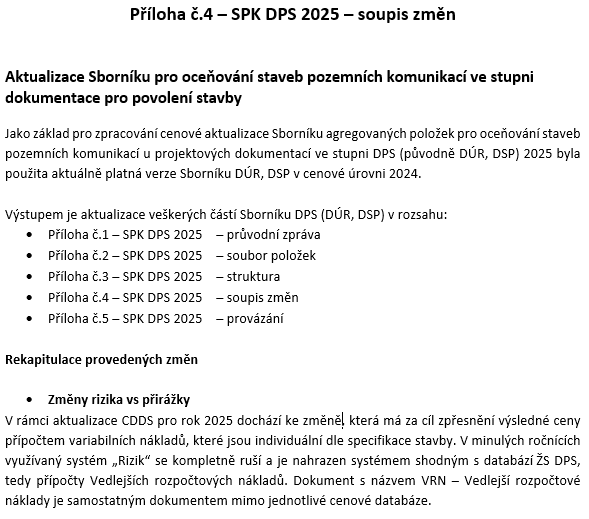 Příloha č.4 – SPK DPS 2025 – soupis změn
Aktualizace Sborníku pro oceňování staveb pozemních komunikací ve stupni
dokumentace pro povolení stavby
Jako základ pro zpracování cenové aktualizace Sborníku agregovaných položek pro oceňování staveb
pozemních komunikací u projektových dokumentací ve stupni DPS (původně DÚR, DSP) 2025 byla
použita aktuálně platná verze Sborníku DÚR, DSP v cenové úrovni 2024.
Výstupem je aktualizace veškerých částí Sborníku DPS (DÚR, DSP) v rozsahu:
• Příloha č.1 – SPK DPS 2025 – průvodní zpráva
• Příloha č.2 – SPK DPS 2025 – soubor položek
• Příloha č.3 – SPK DPS 2025 – struktura
• Příloha č.4 – SPK DPS 2025 – soupis změn
• Příloha č.5 – SPK DPS 2025 – provázání
Rekapitulace provedených změn
• Změny rizika vs přirážky
V rámci aktualizace CDDS pro rok 2025 dochází ke změně, která má za cíl zpřesnění výsledné ceny
přípočtem variabilních nákladů, které jsou individuální dle specifikace stavby. V minulých ročnících
využívaný systém „Rizik“ se kompletně ruší a je nahrazen systémem shodným s databází ŽS DPS,
tedy přípočty Vedlejších rozpočtových nákladů. Dokument s názvem VRN – Vedlejší rozpočtové
náklady je samostatným dokumentem mimo jednotlivé cenové databáze.